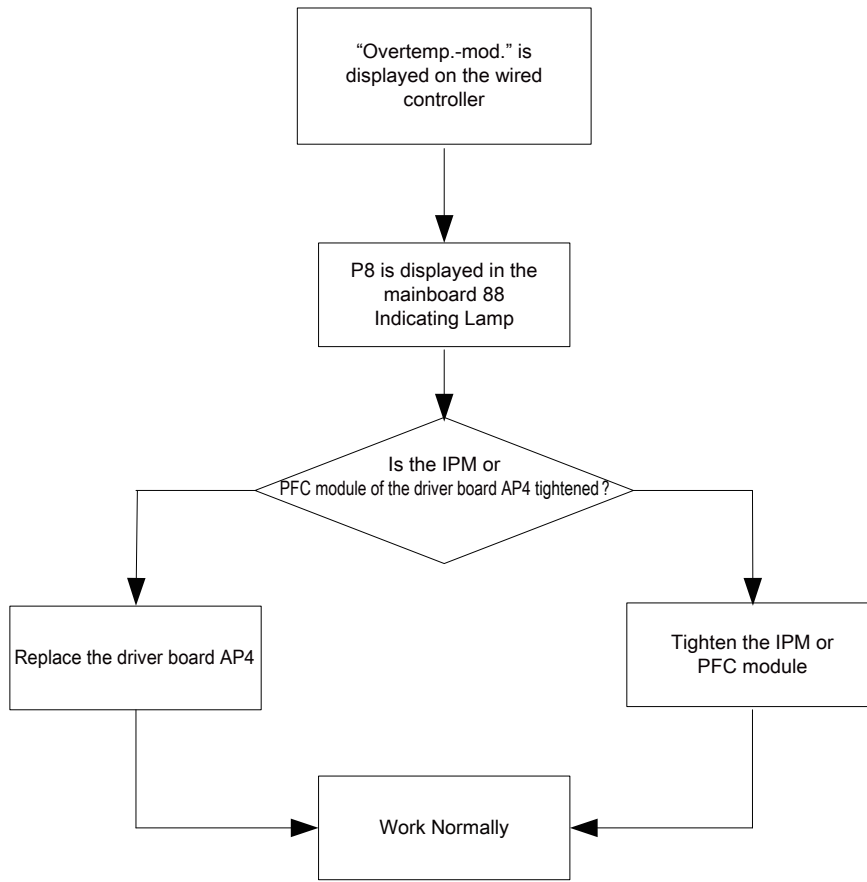 “Overtemp.-mod.” is
displayed on the wired
controller
P8 is displayed in the
mainboard 88
Indicating Lamp
Is the IPM or
PFC module of the driver board AP4 tightened？
Replace the driver board AP4
Tighten the IPM or
PFC module
Work Normally